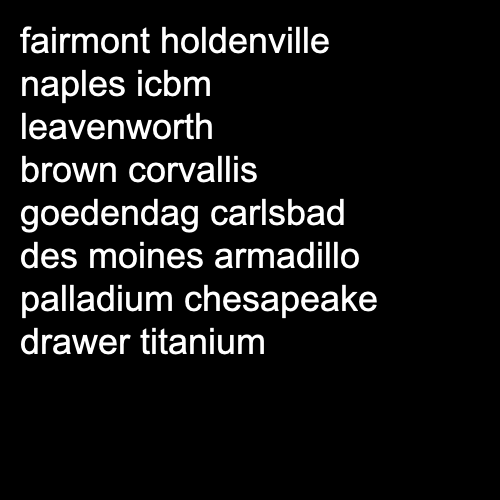 fairmont holdenville
naples icbm
leavenworth
brown corvallis
goedendag carlsbad
des moines armadillo
palladium chesapeake
drawer titanium